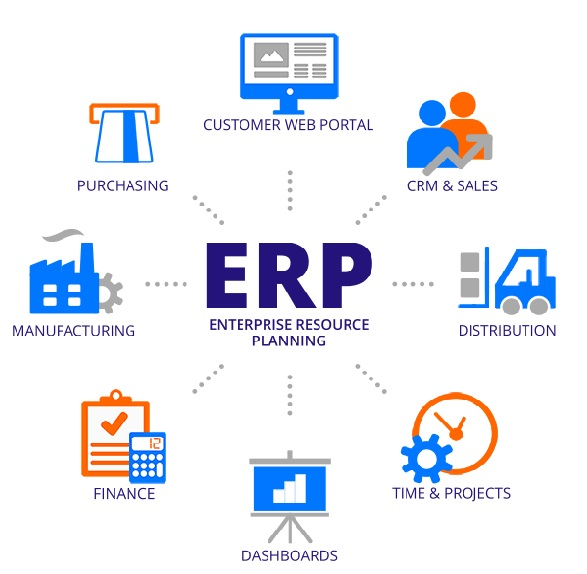 CUSTOMER WEB PORTAL
PURCHASING
CRM & SALES
ERP
ENTERPRISE RESOURCE
PLANNING
MANUFACTURING
DISTRIBUTION
12
FINANCE
TIME & PROJECTS
DASHBOARDS